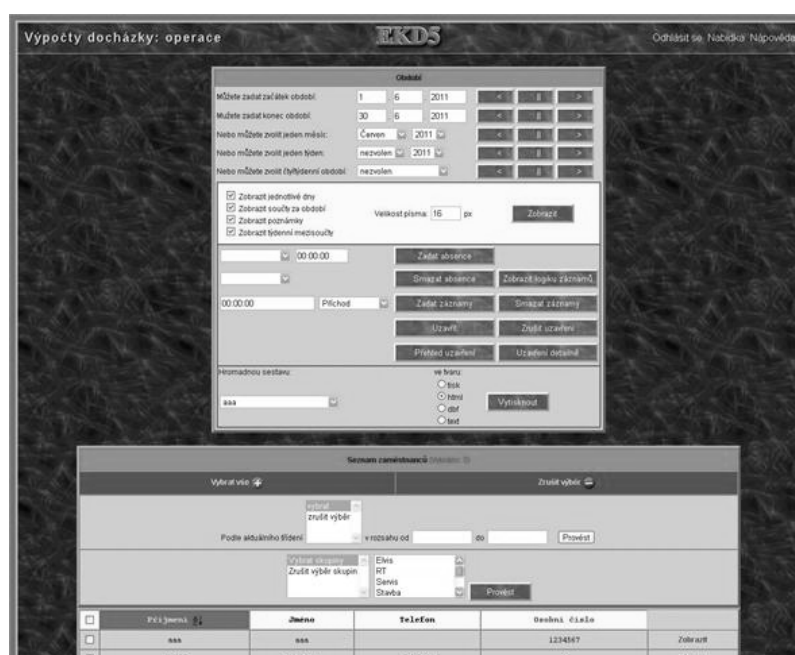 Výpočty docházky: operace
EKD5
Odhlásit se Nabídka Nápověda
Období
Můžete zadat začátek období: 1 6 2011 < || >
Můžete zadat konec období: 30 6 2011 < || >
Nebo můžete zvolit jeden měsíc: Červen 2011 < || >
Nebo můžete zvolit jeden týden: nezvolen 2011 < || >
Nebo můžete zvolit čtyřtýdenní období: nezvolen < || >
Zobrazit jednotlivé dny
Zobrazit součty za období
Zobrazit poznámky
Zobrazit týdenní mezisoučty
Velikost písma: 16 px Zobrazit
00:00:00 Zadat absence
Smazat absence Zobrazit logiku záznamů
00:00:00 Příchod Zadat záznamy Smazat záznamy
Uzavřít Zrušit uzavření
Přehled uzavření Uzavření detailně
Hromadnou sestavu: ve tvaru:
tisk
aaa html Vytisknout
dbf
text
Seznam zaměstnanců
Vybrat vše Zrušit výběr
vybrat
zrušit výběr
Podle aktuálního třídění v rozsahu od do Provést
Vybrat skupiny Elvis
Zrušit výběr skupin RT
Servis
Stavba Provést
Příjmení Jméno Telefon Osobní číslo
aaa aaa 1234567 Zobrazit